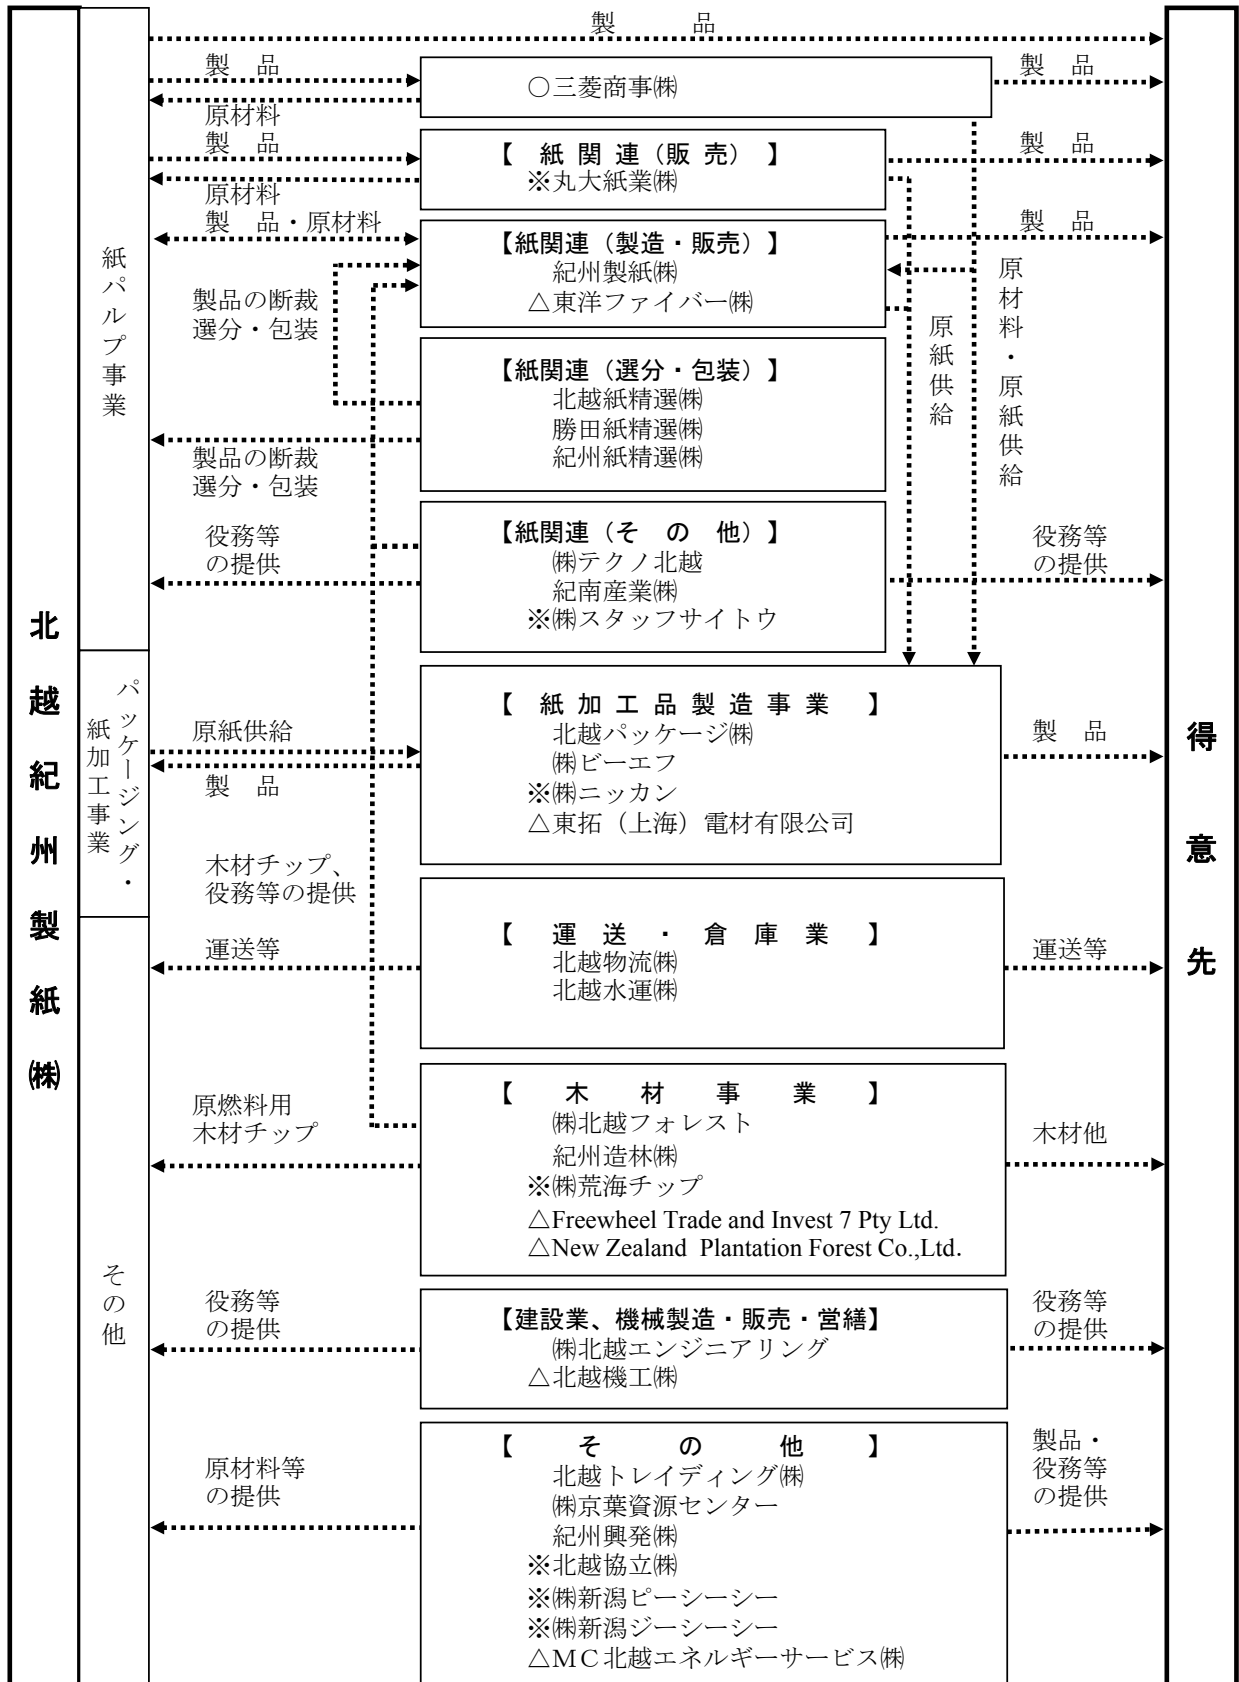 北越紀州製紙㈱
紙パルプ事業
パッケージング・
紙加工事業
その他
製　品
製　品
原材料
○三菱商事㈱
製　品
製　品
原材料
【 紙 関 連（販 売） 】
※丸大紙業㈱
製　品
製　品・原材料
【紙関連（製造・販売）】
紀州製紙㈱
△東洋ファイバー㈱
製　品
製品の断裁
選分・包装
原紙供給
原材料・原紙供給
【紙関連（選分・包装）】
北越紙精選㈱
勝田紙精選㈱
紀州紙精選㈱
製品の断裁
選分・包装
役務等
の提供
【紙関連（そ　の　他）】
㈱テクノ北越
紀南産業㈱
※㈱スタッフサイトウ
役務等
の提供
原紙供給
製　品
【 紙 加 工 品 製 造 事 業 】
北越パッケージ㈱
㈱ビーエフ
※㈱ニッカン
△東拓（上海）電材有限公司
製　品
木材チップ、
役務等の提供
運送等
【 運 送 ・ 倉 庫 業 】
北越物流㈱
北越水運㈱
運送等
原燃料用
木材チップ
【 木 材 事 業 】
㈱北越フォレスト
紀州造林㈱
※㈱荒海チップ
△Freewheel Trade and Invest 7 Pty Ltd.
△New Zealand Plantation Forest Co.,Ltd.
木材他
役務等
の提供
【建設業、機械製造・販売・営繕】
㈱北越エンジニアリング
△北越機工㈱
役務等
の提供
原材料等
の提供
【 そ の 他 】
北越トレイディング㈱
㈱京葉資源センター
紀州興発㈱
※北越協立㈱
※㈱新潟ピーシーシー
※㈱新潟ジーシーシー
△ＭＣ北越エネルギーサービス㈱
製品・
役務等
の提供
得意先